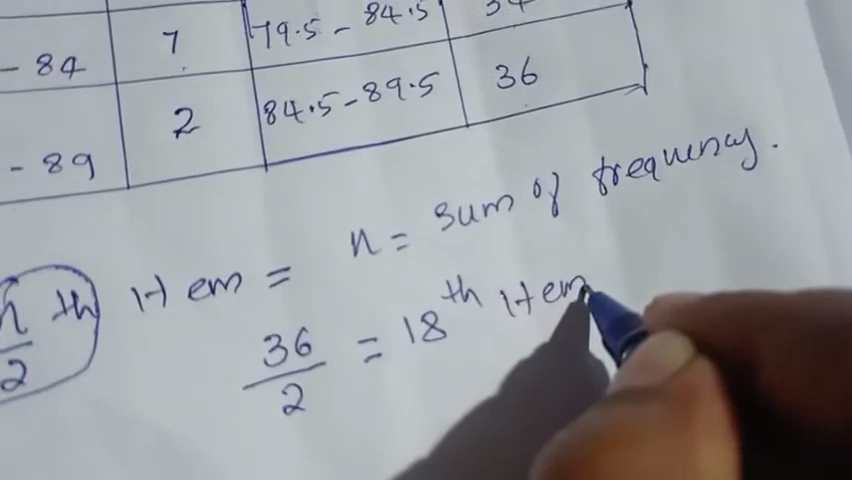 - 84 7 79.5 - 84.5 34
- 89 2 84.5 - 89.5 36
n = sum of frequency.
n/2 th Item =
36/2 = 18th Item